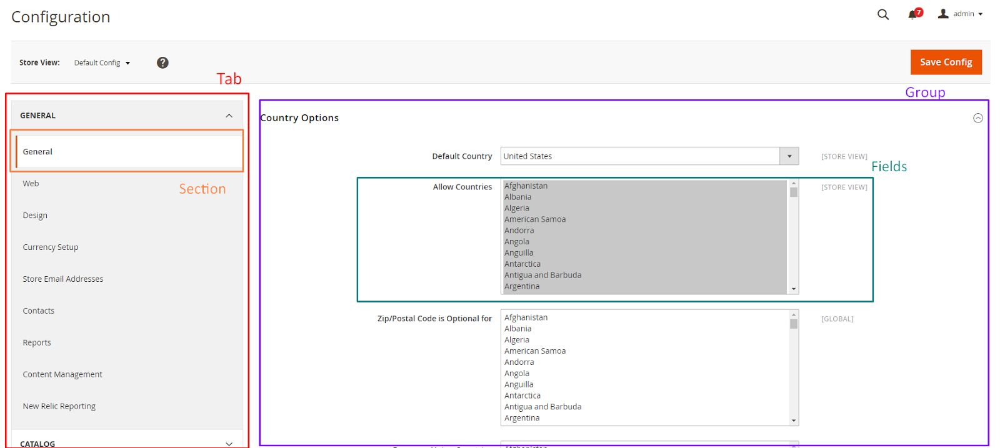 Configuration
7
admin
Store View:
Default Config
?
Save Config
Tab
Group
GENERAL
General
Section
Web
Design
Currency Setup
Store Email Addresses
Contacts
Reports
Content Management
New Relic Reporting
CATALOG
Country Options
Default Country
United States
[STORE VIEW]
Fields
Allow Countries
Afghanistan
Albania
Algeria
American Samoa
Andorra
Angola
Anguilla
Antarctica
Antigua and Barbuda
Argentina
[STORE VIEW]
Zip/Postal Code is Optional for
Afghanistan
Albania
Algeria
American Samoa
Andorra
Angola
Anguilla
Antarctica
Antigua and Barbuda
Argentina
[GLOBAL]
Afghanistan